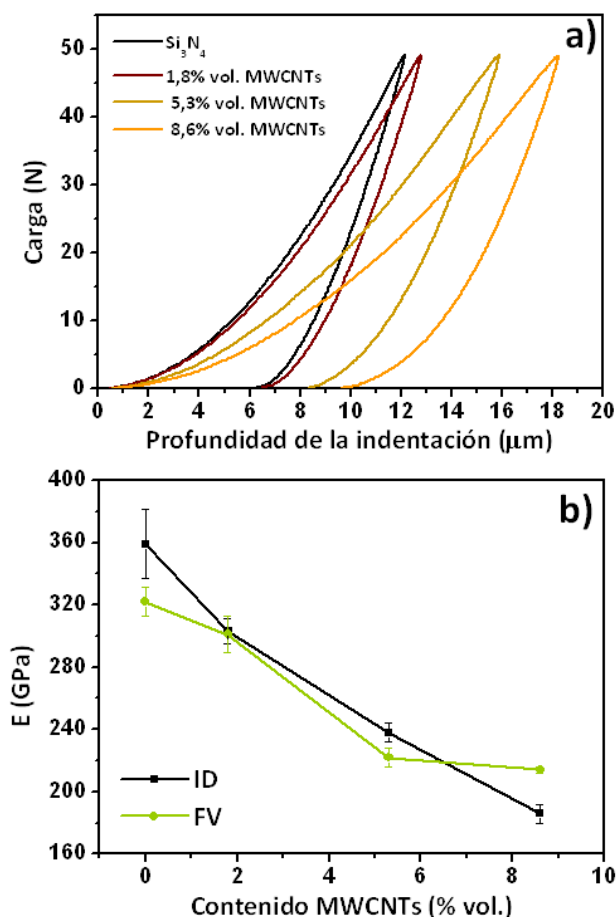 a)
Si₃N₄
1,8% vol. MWCNTs
5,3% vol. MWCNTs
8,6% vol. MWCNTs
50
40
30
20
10
0
Carga (N)
0 2 4 6 8 10 12 14 16 18 20
Profundidad de la indentación (μm)
b)
400
360
320
280
240
200
160
E (GPa)
ID
FV
0 2 4 6 8 10
Contenido MWCNTs (% vol.)